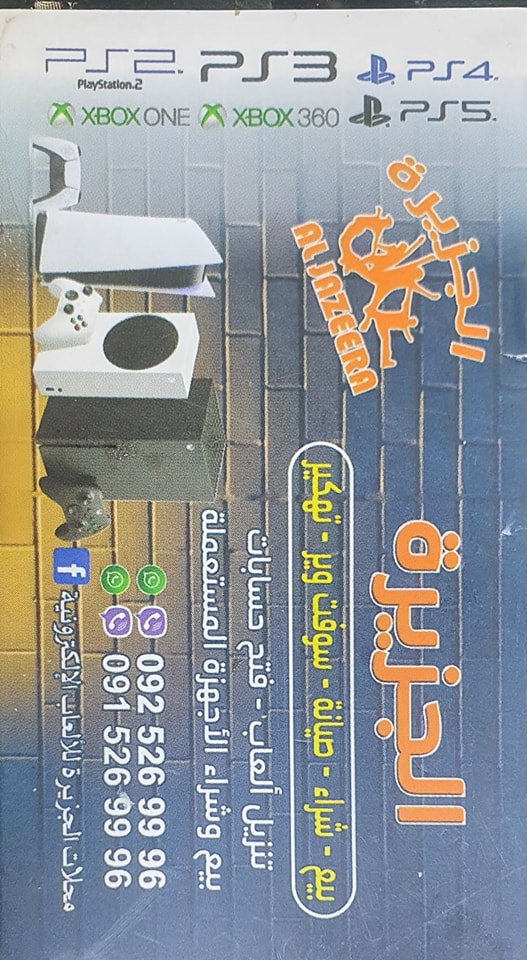 PS2 PS3 PS4
PlayStation.2
XBOX ONE XBOX 360 PS5
الجزيرة
ALJAZEERA
الجزيرة
بيع - شراء - صيانة - سوفت وير - تهكير
تنزيل ألعاب - فتح حسابات
بيع وشراء الأجهزة المستعملة
092 526 99 96
091 526 99 96
محلات الجزيرة للألعاب الإلكترونية